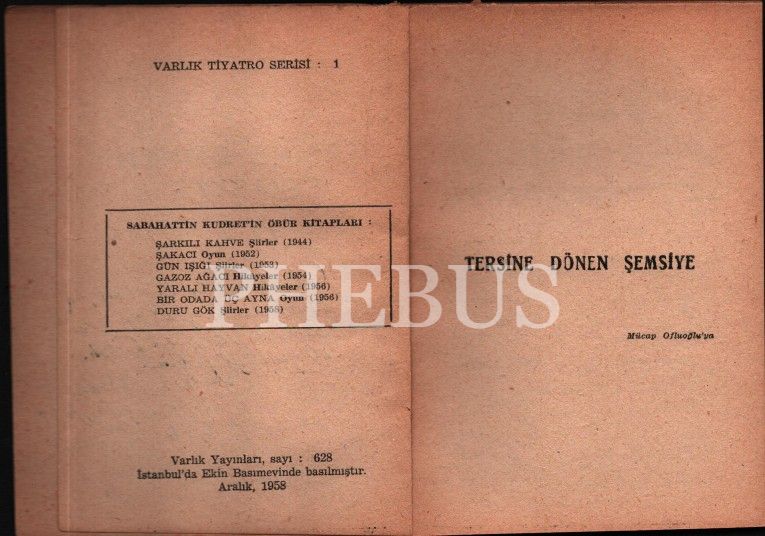 VARLIK TİYATRO SERİSİ : 1
SABAHATTİN KUDRET'İN ÖBÜR KİTAPLARI :
ŞARKILI KAHVE Şiirler (1944)
ŞAKACI Oyun (1952)
GÜN IŞIĞI Şiirler (1953)
GAZOZ AĞACI Hikâyeler (1954)
YARALI HAYVAN Hikâyeler (1956)
BİR ODADA ÜÇ AYNA Oyun (1956)
DURU GÖK Şiirler (1958)
Varlık Yayınları, sayı : 628
İstanbul'da Ekin Basımevinde basılmıştır.
Aralık, 1958
TERSİNE DÖNEN ŞEMSİYE
Mücap Ofluoğlu'ya
PHEBUS